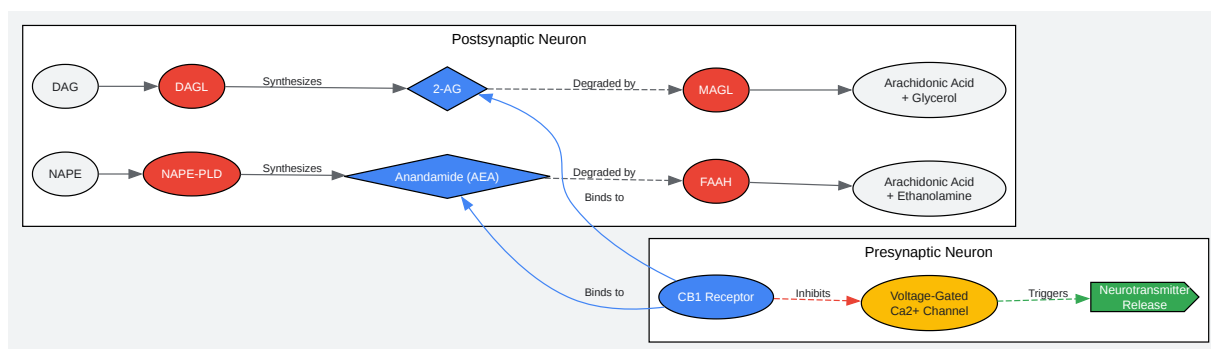 Postsynaptic Neuron
DAG
DAGL
Synthesizes
2-AG
Degraded by
MAGL
Arachidonic Acid
+ Glycerol
NAPE
NAPE-PLD
Synthesizes
Anandamide (AEA)
Degraded by
FAAH
Arachidonic Acid
+ Ethanolamine
Binds to
Presynaptic Neuron
Binds to
CB1 Receptor
Inhibits
Voltage-Gated
Ca2+ Channel
Triggers
Neurotransmitter
Release